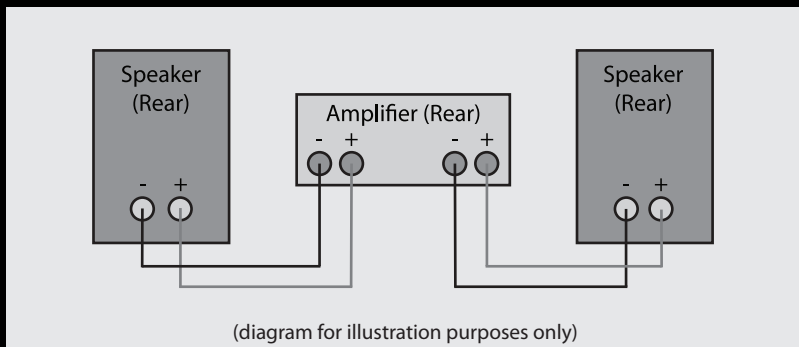 Speaker
(Rear)
- +
Amplifier (Rear)
- + - +
Speaker
(Rear)
- +
(diagram for illustration purposes only)